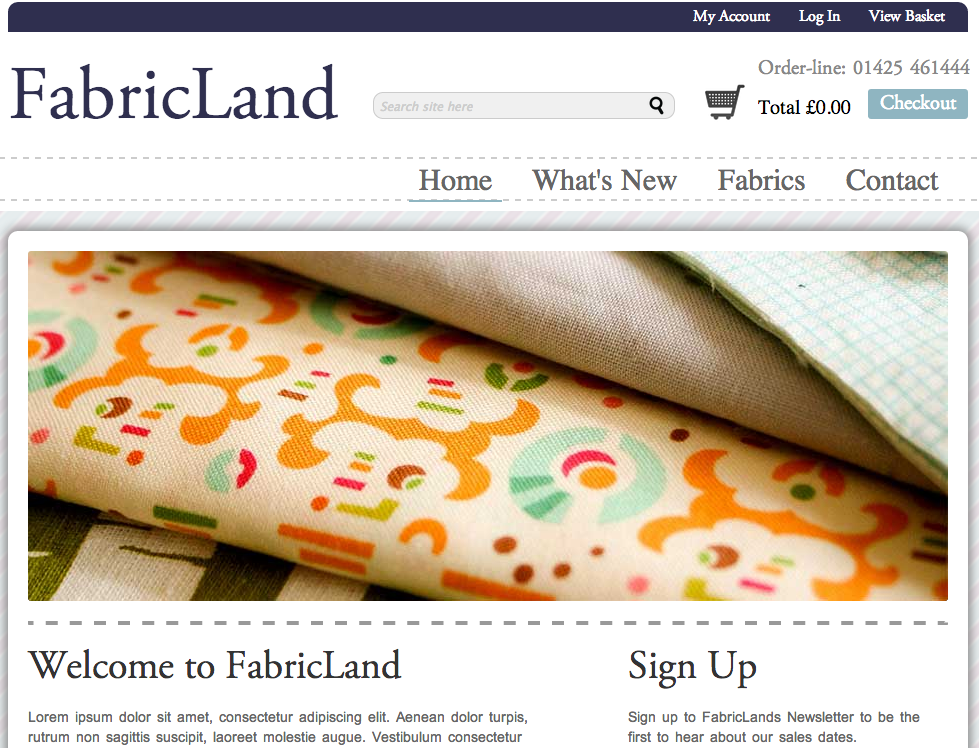 My Account Log In View Basket
Order-line: 01425 461444
FabricLand
Search site here
Total £0.00
Checkout
Home What's New Fabrics Contact
Welcome to FabricLand
Lorem ipsum dolor sit amet, consectetur adipiscing elit. Aenean dolor turpis,
rutrum non sagittis suscipit, laoreet molestie augue. Vestibulum consectetur
Sign Up
Sign up to FabricLands Newsletter to be the
first to hear about our sales dates.